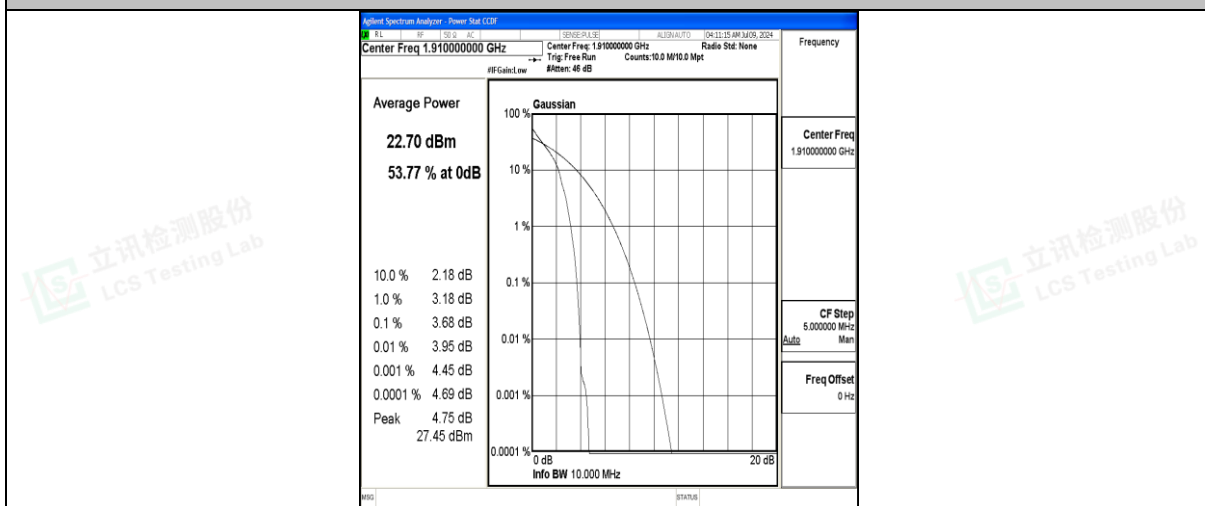 Agilent Spectrum Analyzer - Power Stat CCDF
RL RF 50 Ω AC SENSE:PULSE ALIGN AUTO 04:11:15 AM Jul 09, 2024
Center Freq 1.910000000 GHz
Center Freq: 1.910000000 GHz Radio Std: None
Trig: Free Run Counts:10.0 M/10.0 Mpt
#IFGain:Low #Atten: 46 dB
Frequency
Average Power
22.70 dBm
53.77 % at 0dB
10.0 % 2.18 dB
1.0 % 3.18 dB
0.1 % 3.68 dB
0.01 % 3.95 dB
0.001 % 4.45 dB
0.0001 % 4.69 dB
Peak 4.75 dB
27.45 dBm
Gaussian
100 %
10 %
1 %
0.1 %
0.01 %
0.001 %
0.0001 %
0 dB 20 dB
Info BW 10.000 MHz
Center Freq
1.910000000 GHz
CF Step
5.000000 MHz
Auto Man
Freq Offset
0 Hz
MSG STATUS
立讯检测股份
LCS Testing Lab
立讯检测股份
LCS Testing Lab